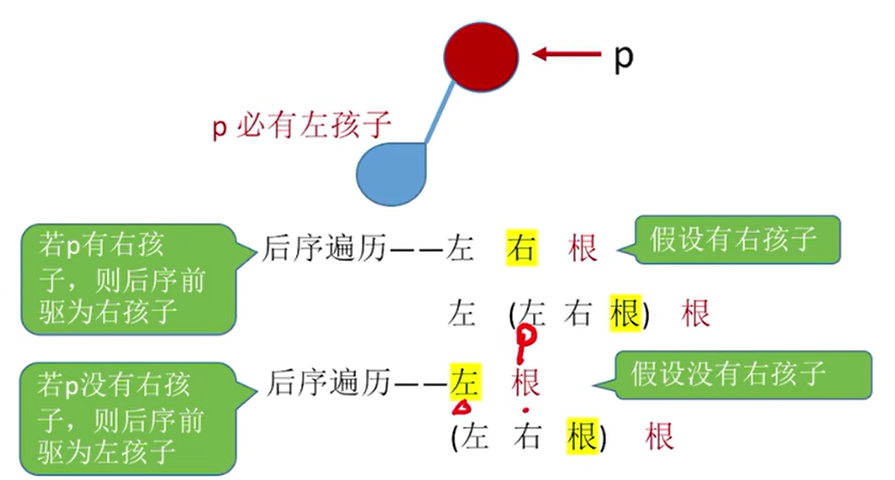 p
p 必有左孩子
若p有右孩
子，则后序前
驱为右孩子
后序遍历——左 右 根
假设有右孩子
左 (左 右 根) 根
p
若p没有右孩
子，则后序前
驱为左孩子
后序遍历——左 根
假设没有右孩子
(左 右 根) 根